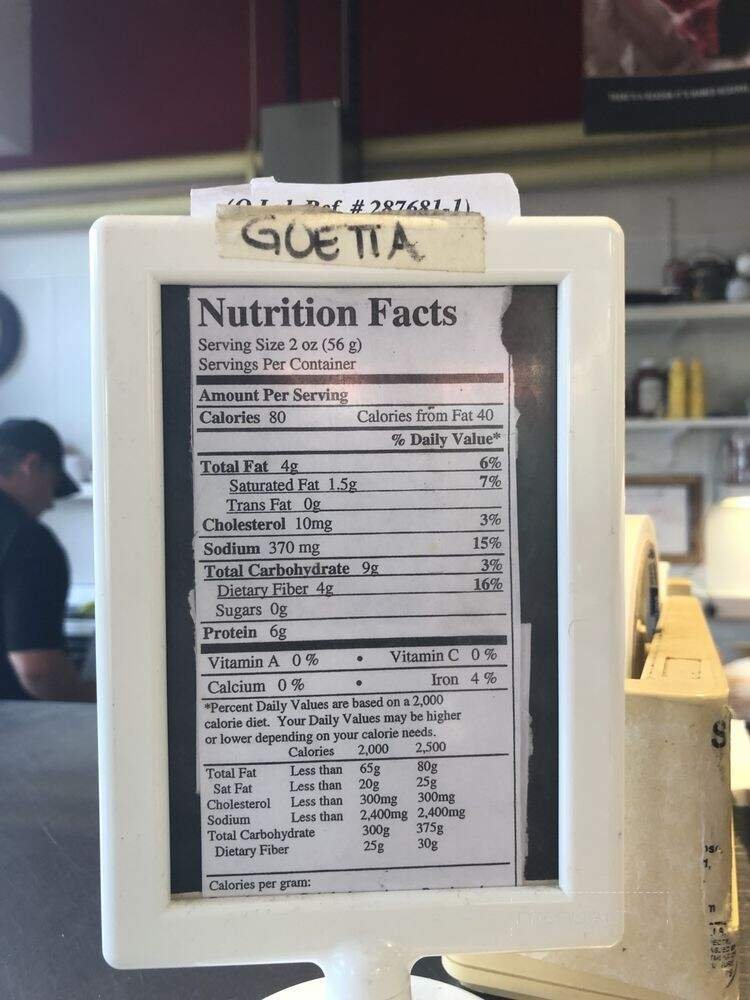 Ref. # 287681-1)
GOETTA
Nutrition Facts
Serving Size 2 oz (56 g)
Servings Per Container
Amount Per Serving
Calories 80 Calories from Fat 40
% Daily Value*
Total Fat 4g 6%
Saturated Fat 1.5g 7%
Trans Fat 0g
Cholesterol 10mg 3%
Sodium 370 mg 15%
Total Carbohydrate 9g 3%
Dietary Fiber 4g 16%
Sugars 0g
Protein 6g
Vitamin A 0% • Vitamin C 0%
Calcium 0% • Iron 4%
*Percent Daily Values are based on a 2,000
calorie diet. Your Daily Values may be higher
or lower depending on your calorie needs.
Calories 2,000 2,500
Total Fat Less than 65g 80g
Sat Fat Less than 20g 25g
Cholesterol Less than 300mg 300mg
Sodium Less than 2,400mg 2,400mg
Total Carbohydrate 300g 375g
Dietary Fiber 25g 30g
Calories per gram: